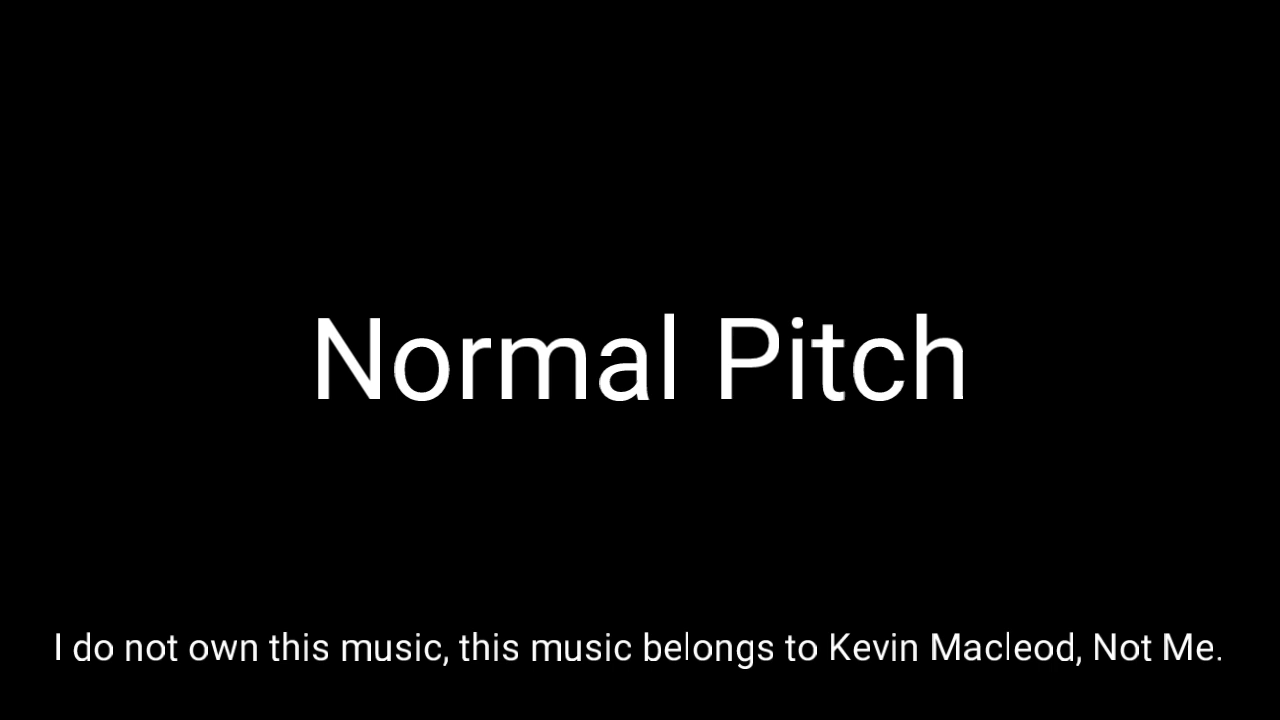 Normal Pitch
I do not own this music, this music belongs to Kevin Macleod, Not Me.